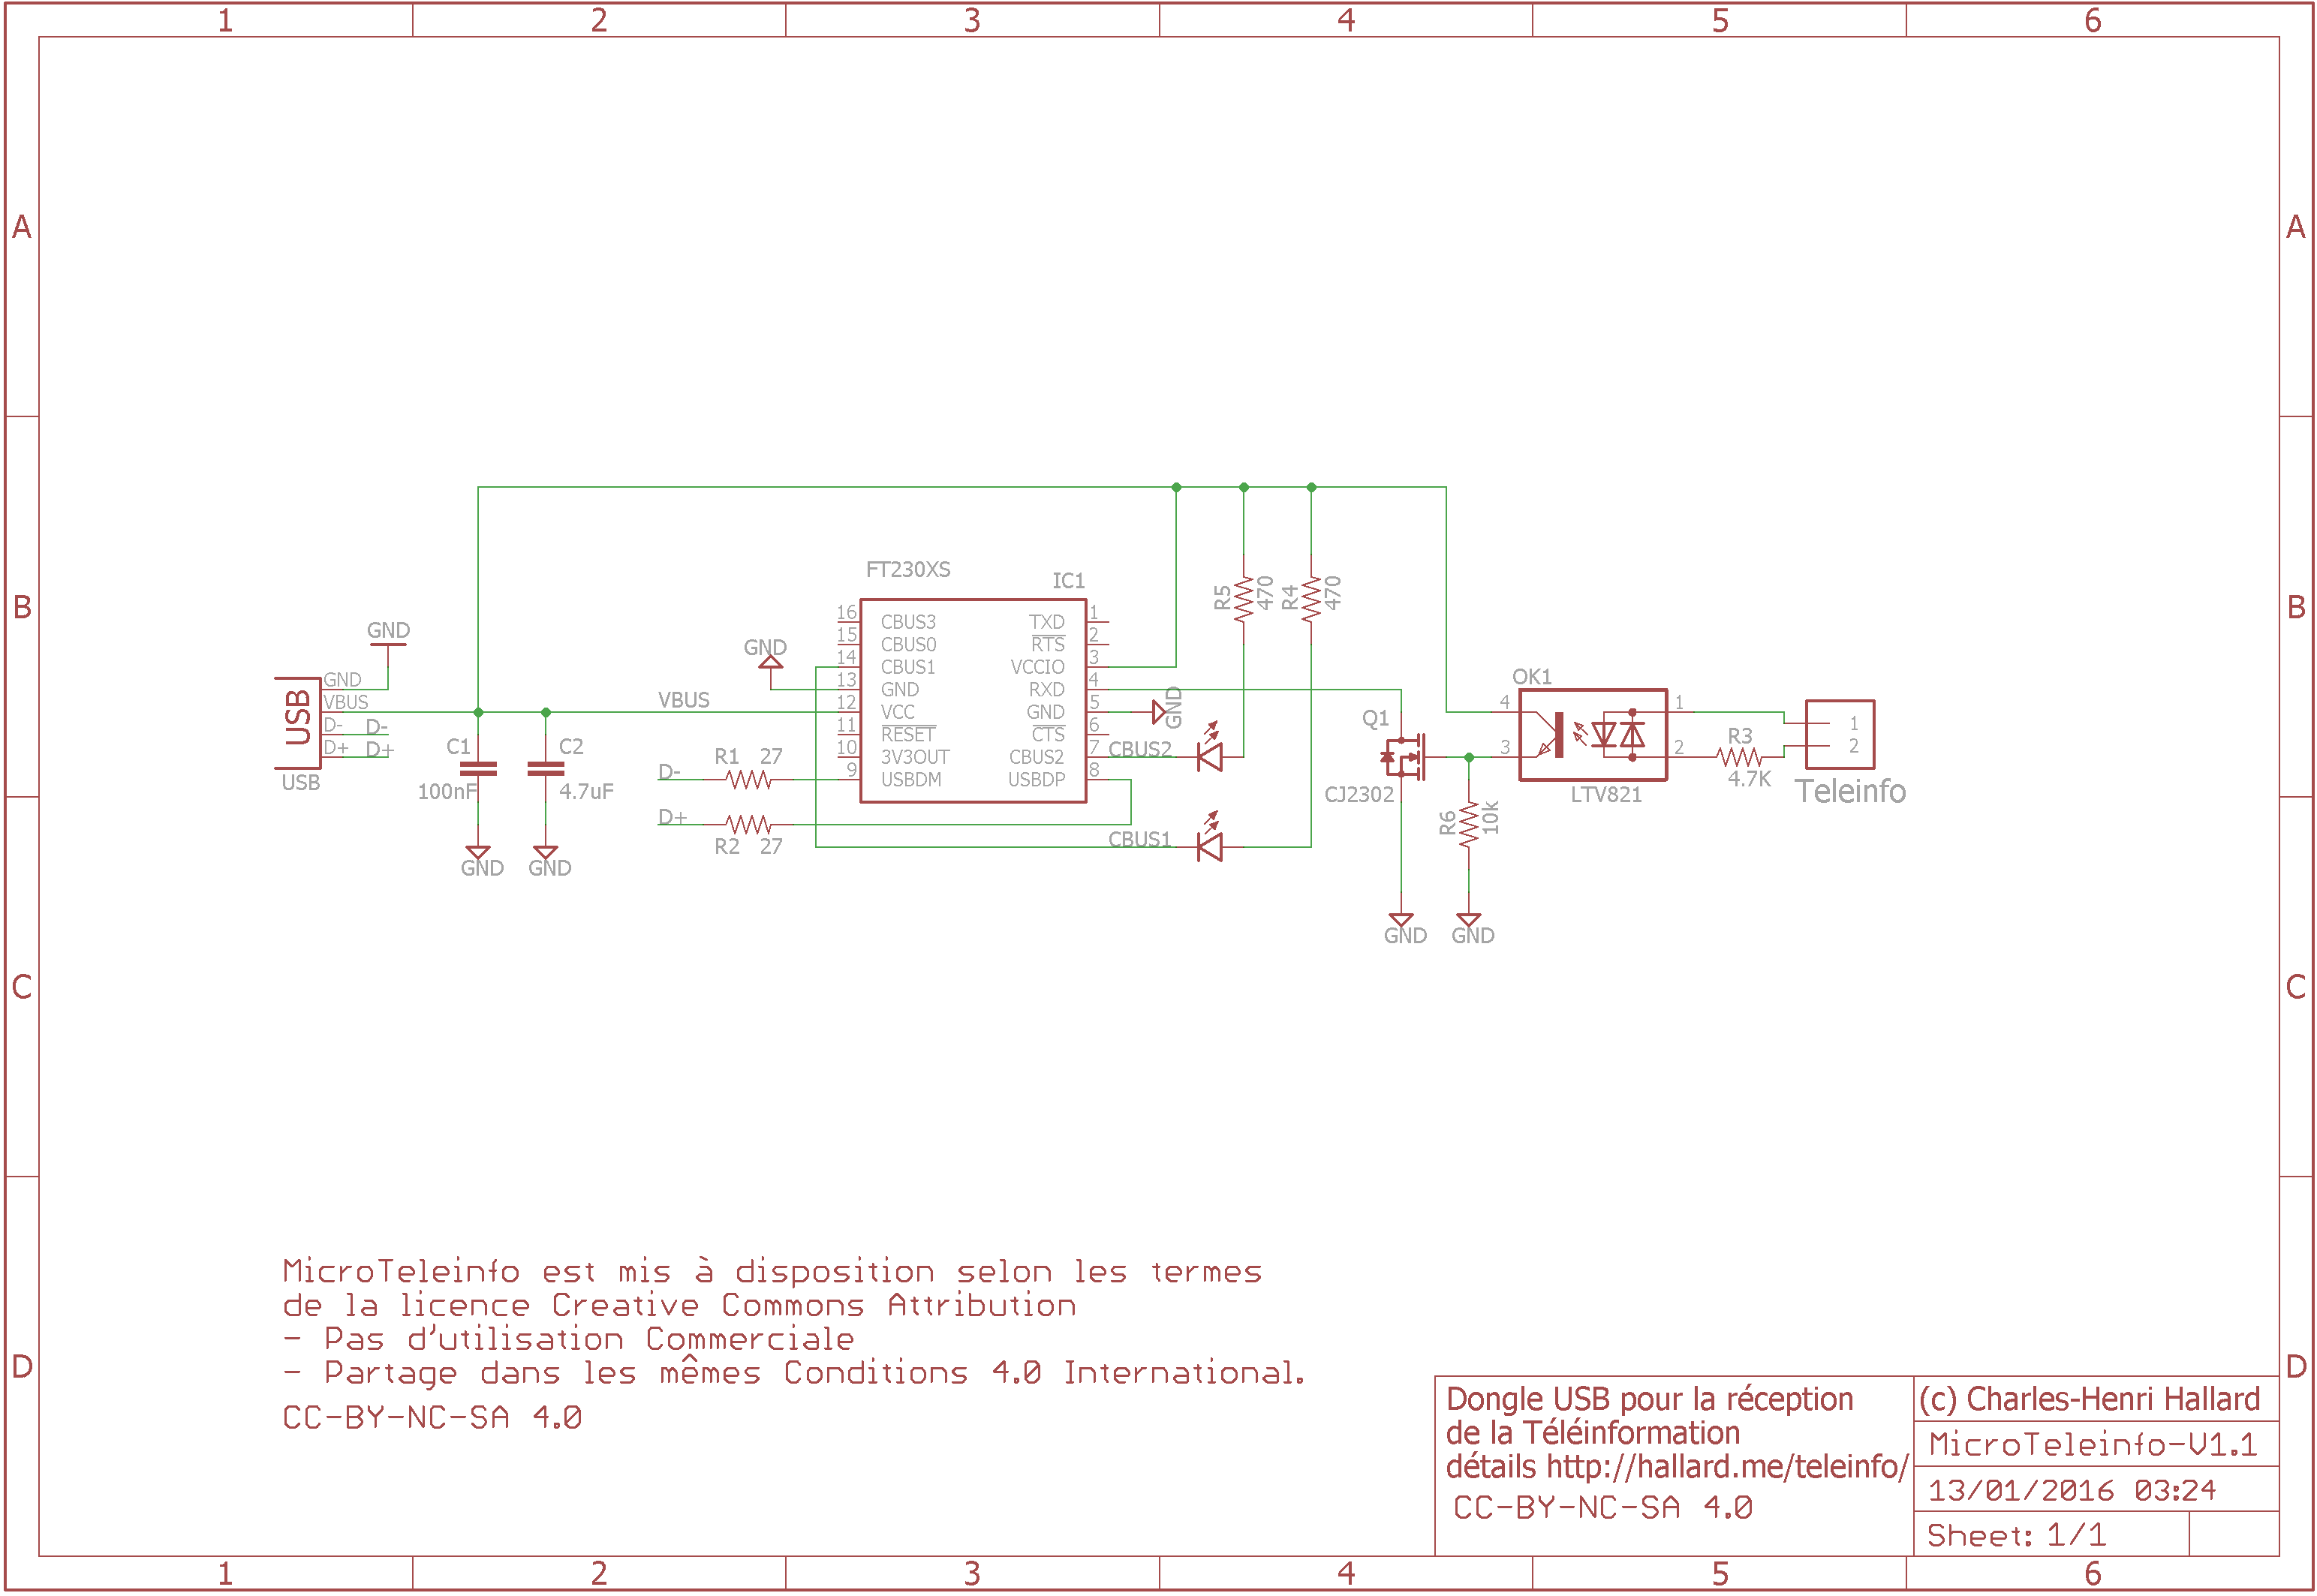 1 2 3 4 5 6
A A
B B
C C
D D
FT230XS
IC1
16 CBUS3
15 CBUS0
14 CBUS1
13 GND
12 VCC
11 RESET
10 3V3OUT
9 USBDM
TXD 1
RTS 2
VCCIO 3
RXD 4
GND 5
CTS 6
CBUS2 7
USBDP 8
GND
USB
GND
VBUS
D- D-
D+ D+
USB
C1
100nF
GND
C2
4.7uF
GND
VBUS
GND
R1 27
D-
D+
R2 27
GND
CBUS2
CBUS1
R5
470
R4
470
Q1
CJ2302
GND
R6
10k
GND
OK1
4 1
3 2
LTV821
R3
4.7K
1
2
Teleinfo
MicroTeleinfo est mis à disposition selon les termes
de la licence Creative Commons Attribution
- Pas d'utilisation Commerciale
- Partage dans les mêmes Conditions 4.0 International.
CC-BY-NC-SA 4.0
Dongle USB pour la réception
de la Téléinformation
détails http://hallard.me/teleinfo/
CC-BY-NC-SA 4.0
(c) Charles-Henri Hallard
MicroTeleinfo-V1.1
13/01/2016 03:24
Sheet: 1/1
1 2 3 4 5 6